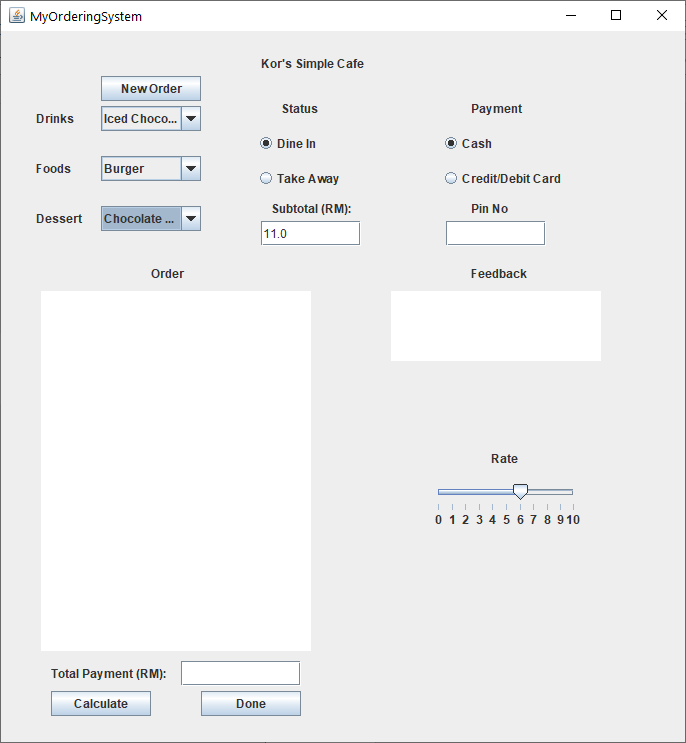 MyOrderingSystem
Kor's Simple Cafe
New Order
Status
Payment
Drinks
Iced Choco...
Dine In
Cash
Foods
Burger
Take Away
Credit/Debit Card
Subtotal (RM):
Pin No
Dessert
Chocolate ...
11.0
Order
Feedback
Rate
0 1 2 3 4 5 6 7 8 9 10
Total Payment (RM):
Calculate
Done